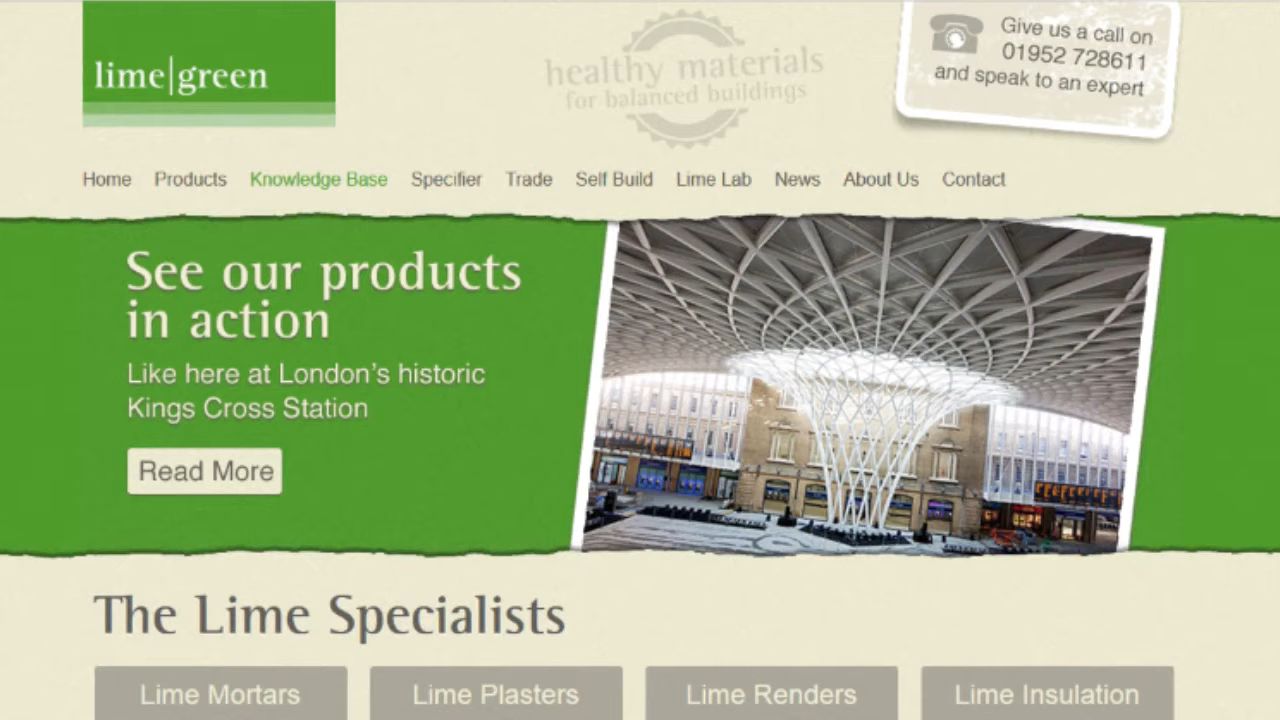 lime|green
healthy materials
for balanced buildings
Give us a call on
01952 728611
and speak to an expert
Home Products Knowledge Base Specifier Trade Self Build Lime Lab News About Us Contact
See our products
in action
Like here at London's historic
Kings Cross Station
Read More
The Lime Specialists
Lime Mortars Lime Plasters Lime Renders Lime Insulation